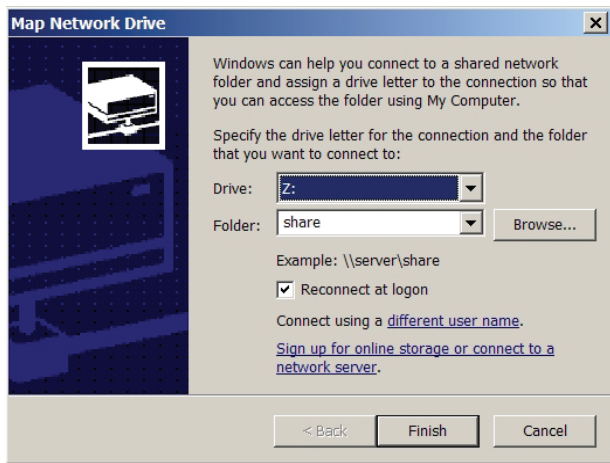 Map Network Drive
Windows can help you connect to a shared network
folder and assign a drive letter to the connection so that
you can access the folder using My Computer.
Specify the drive letter for the connection and the folder
that you want to connect to:
Drive: Z:
Folder: share Browse...
Example: \\server\share
Reconnect at logon
Connect using a different user name.
Sign up for online storage or connect to a
network server.
< Back Finish Cancel